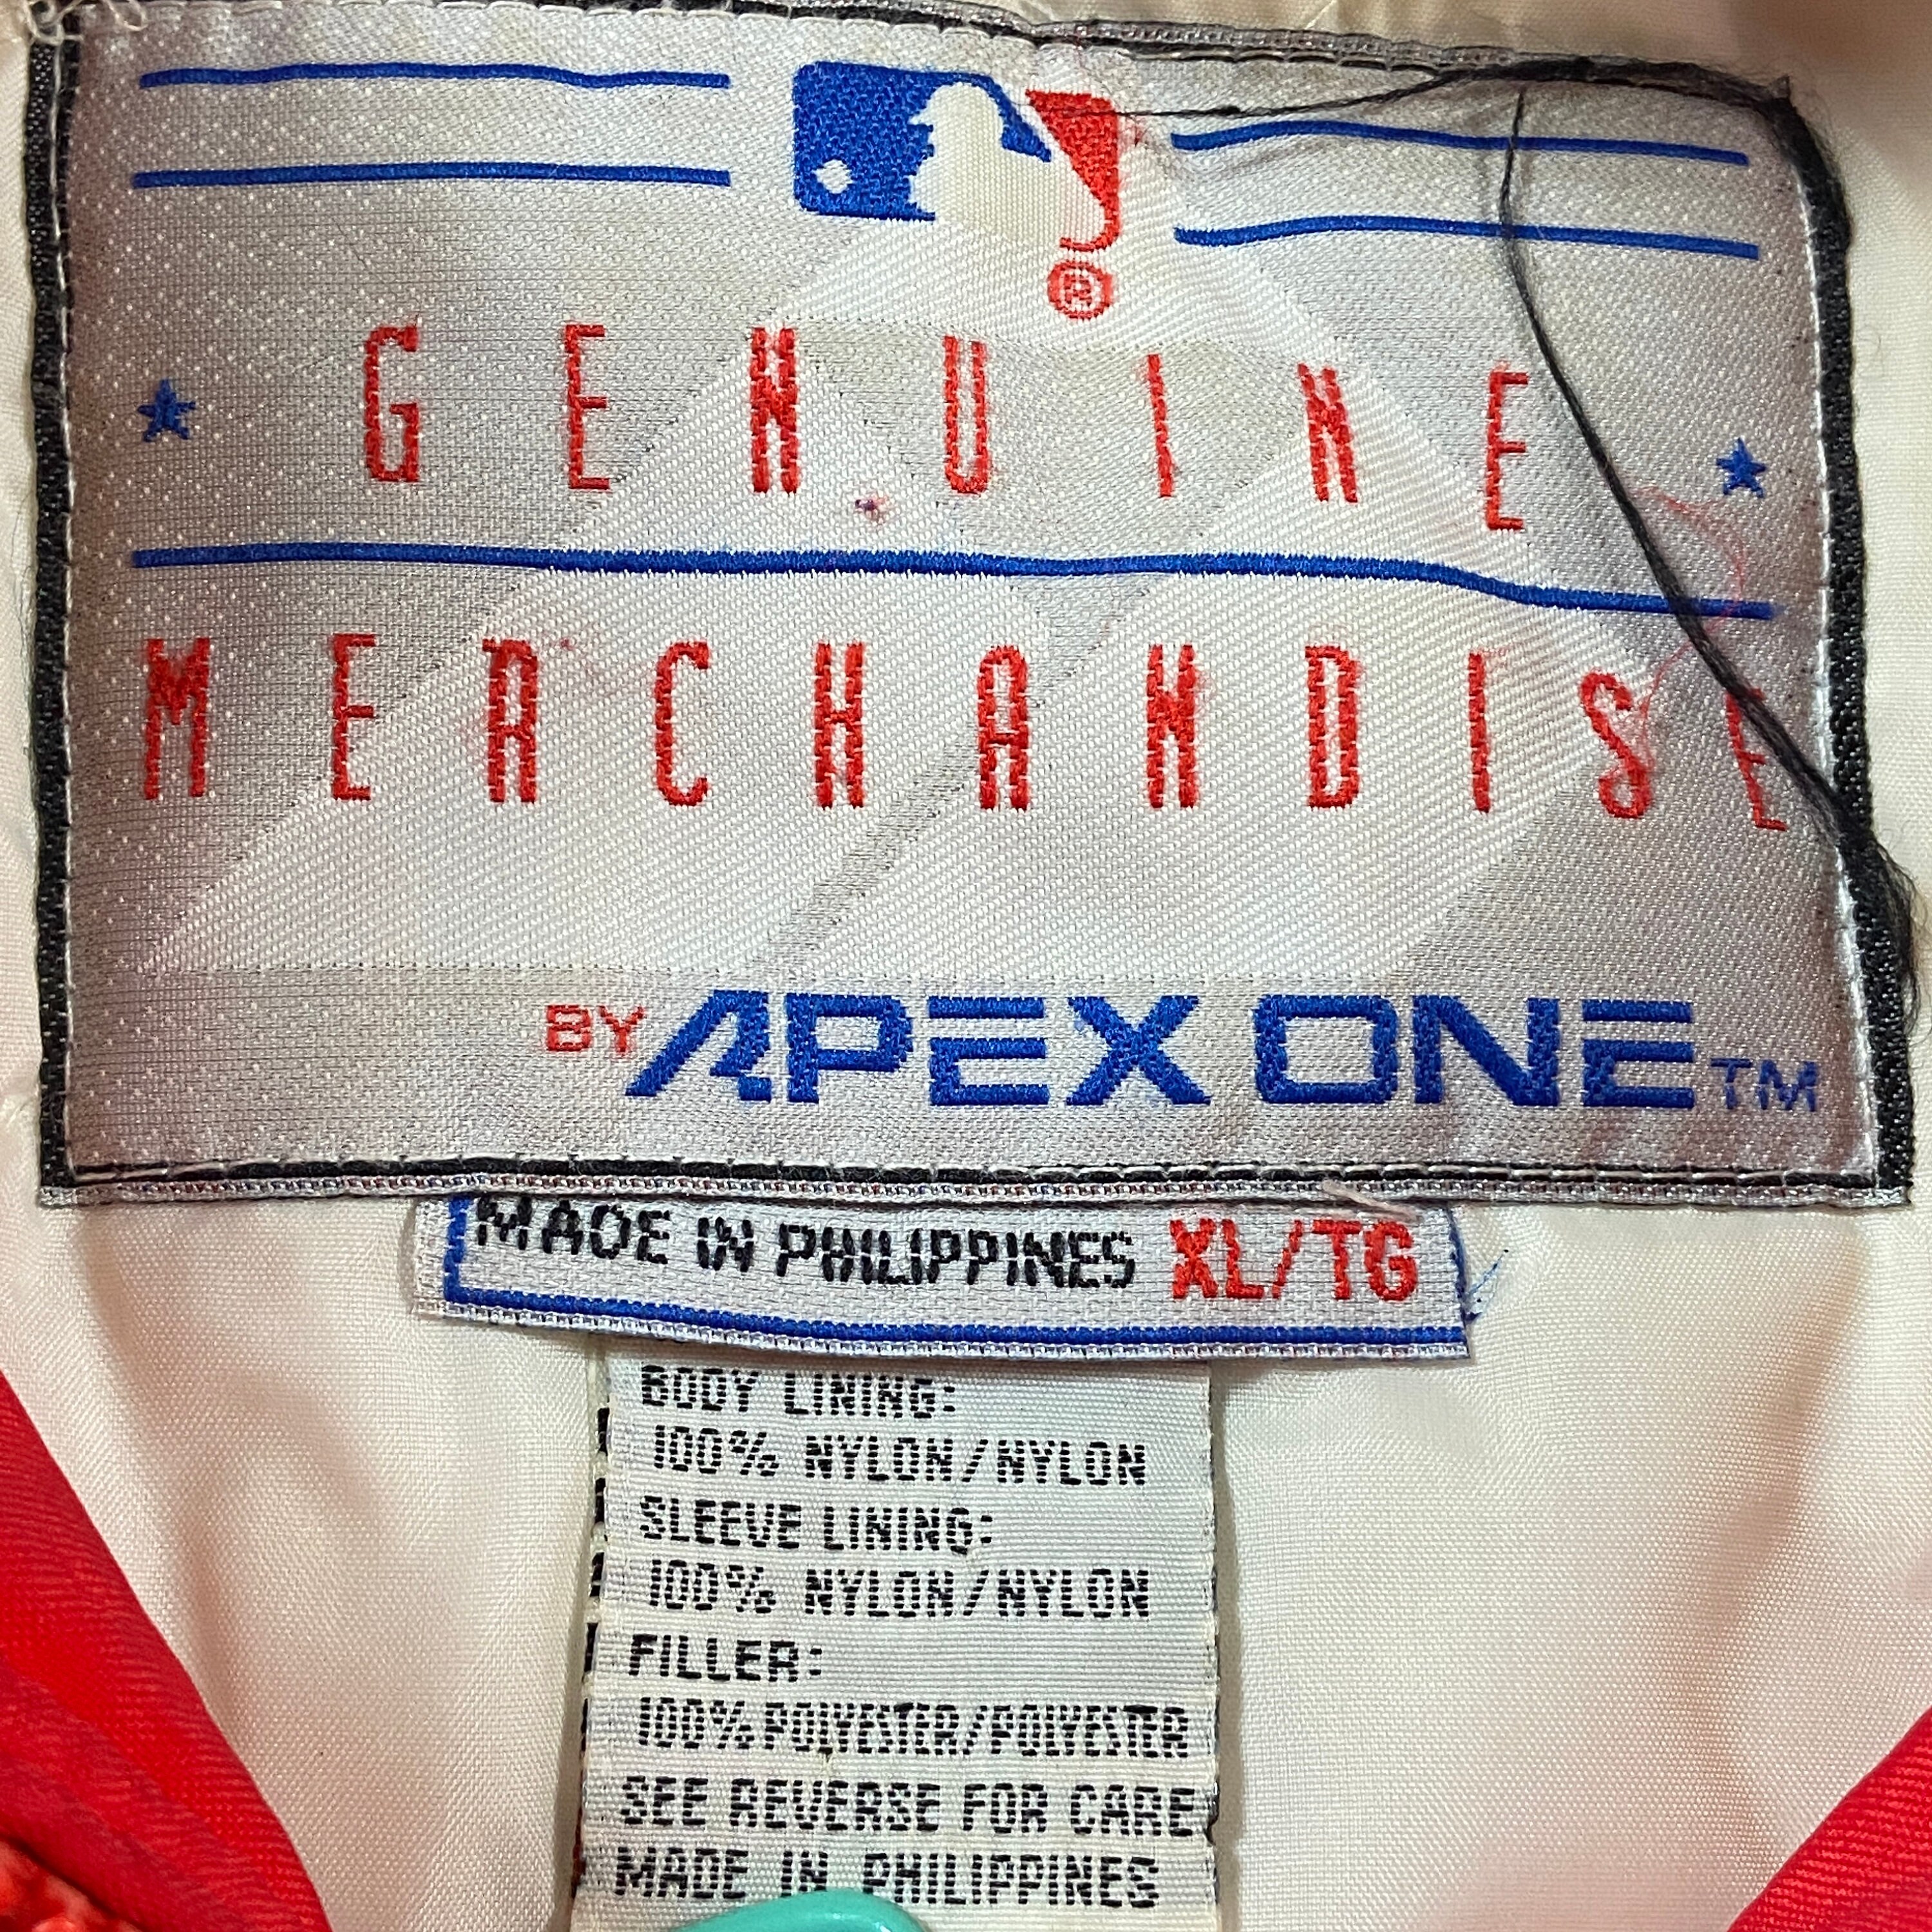 ®
GENUINE
MERCHANDISE
BY APEX ONE TM
MADE IN PHILIPPINES XL/TG
BODY LINING:
100% NYLON/NYLON
SLEEVE LINING:
100% NYLON/NYLON
FILLER:
100% POLYESTER/POLYESTER
SEE REVERSE FOR CARE
MADE IN PHILIPPINES